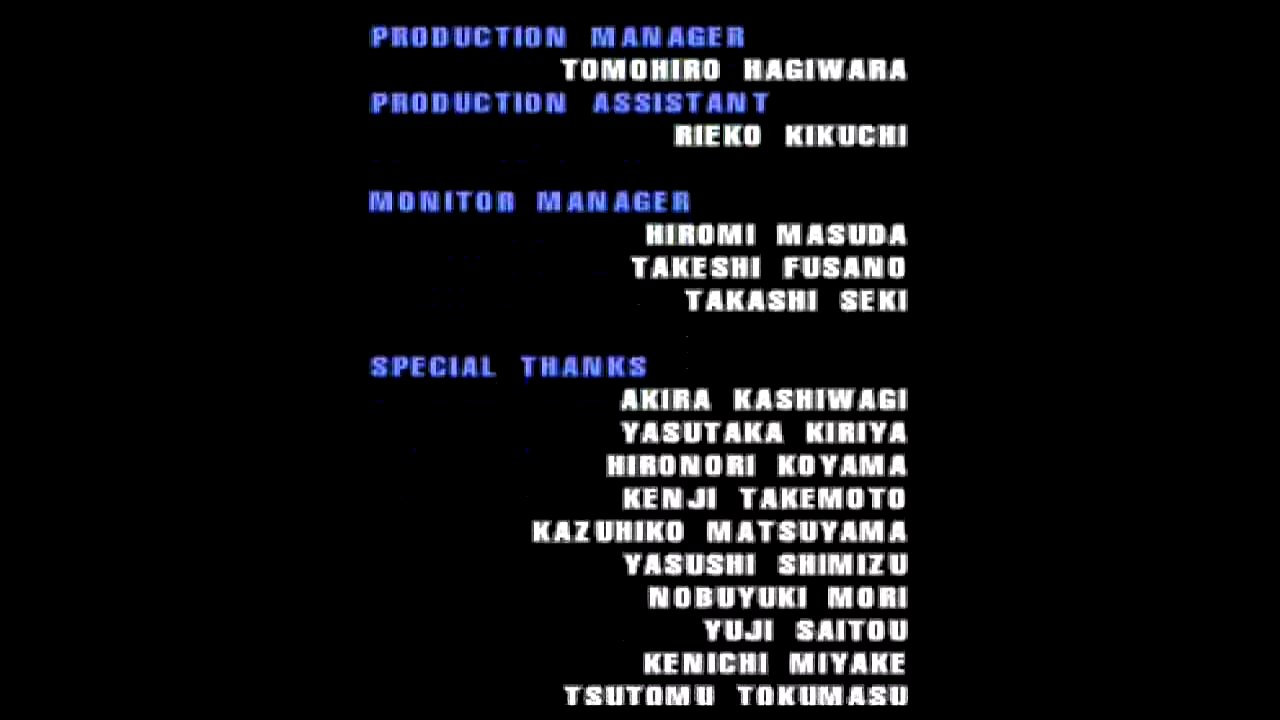 PRODUCTION MANAGER
TOMOHIRO HAGIWARA
PRODUCTION ASSISTANT
RIEKO KIKUCHI
MONITOR MANAGER
HIROMI MASUDA
TAKESHI FUSANO
TAKASHI SEKI
SPECIAL THANKS
AKIRA KASHIWAGI
YASUTAKA KIRIYA
HIRONORI KOYAMA
KENJI TAKEMOTO
KAZUHIKO MATSUYAMA
YASUSHI SHIMIZU
NOBUYUKI MORI
YUJI SAITOU
KENICHI MIYAKE
TSUTOMU TOKUMASU